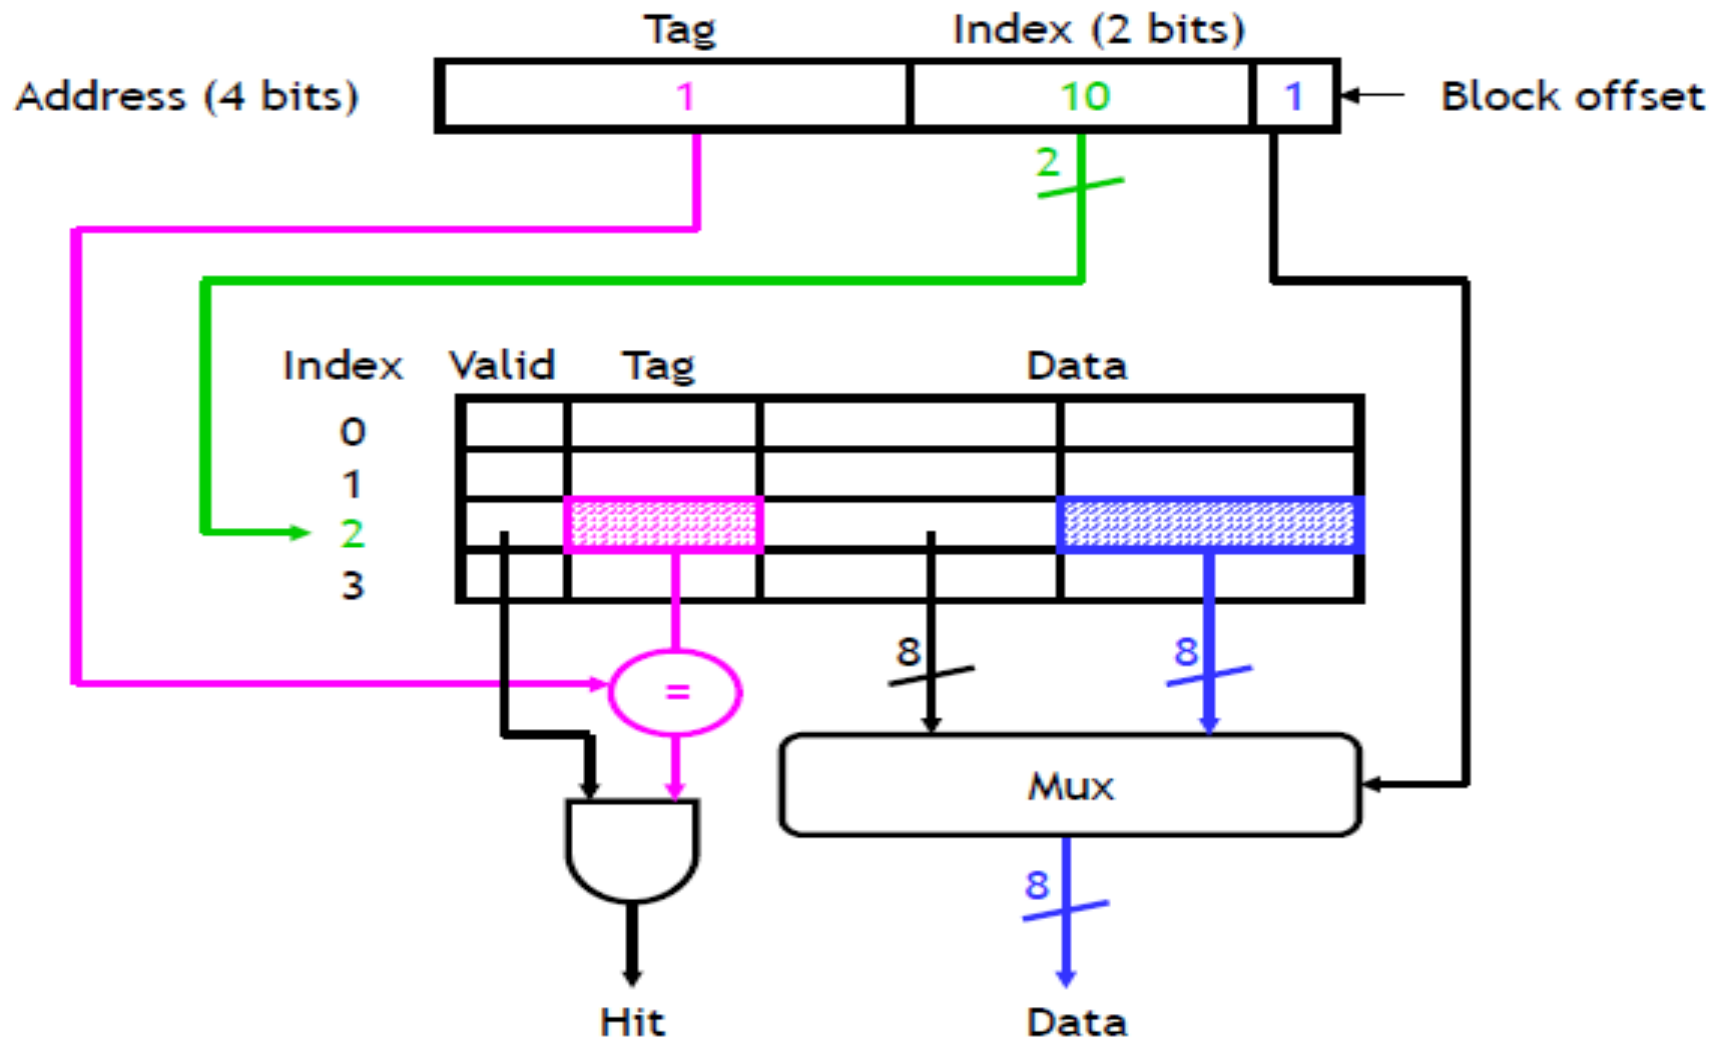 Tag Index (2 bits)
Address (4 bits) 1 10 1 Block offset
2
Index Valid Tag Data
0
1
2
3
8 8
=
Mux
8
Hit Data